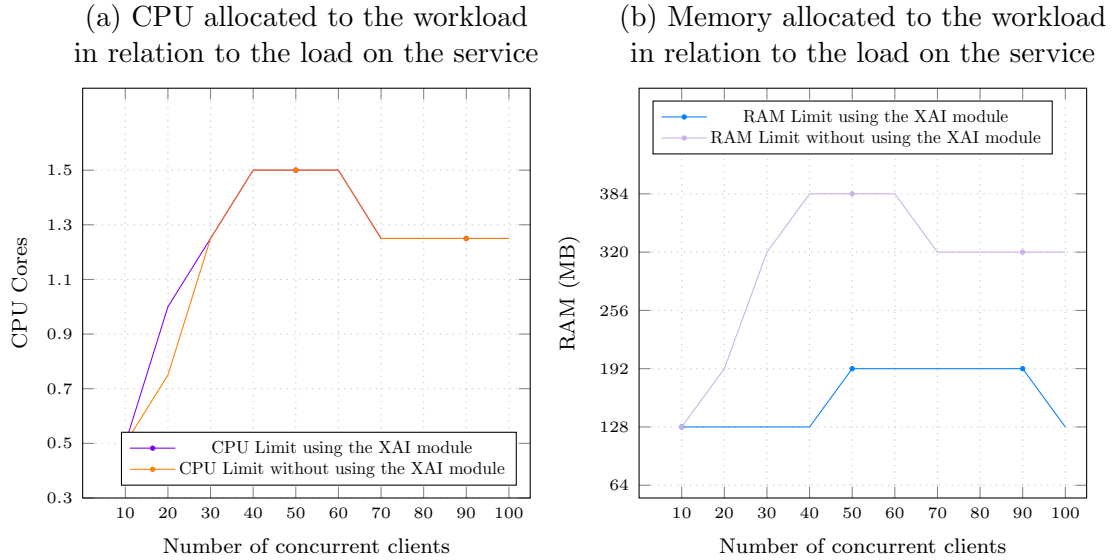 (a) CPU allocated to the workload
in relation to the load on the service
1.5
1.3
1.1
0.9
0.7
0.5
0.3
CPU Cores
CPU Limit using the XAI module
CPU Limit without using the XAI module
10 20 30 40 50 60 70 80 90 100
Number of concurrent clients
(b) Memory allocated to the workload
in relation to the load on the service
RAM Limit using the XAI module
RAM Limit without using the XAI module
384
320
256
192
128
64
RAM (MB)
10 20 30 40 50 60 70 80 90 100
Number of concurrent clients